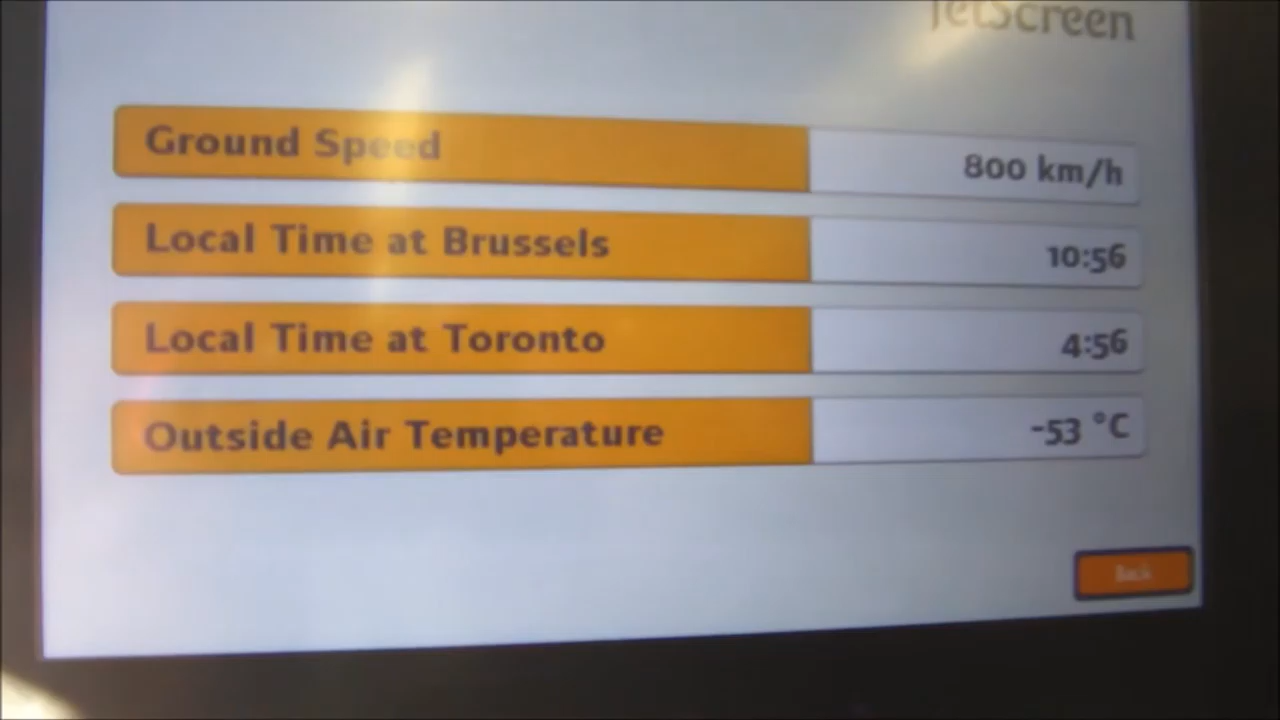 JetScreen
Ground Speed 800 km/h
Local Time at Brussels 10:56
Local Time at Toronto 4:56
Outside Air Temperature -53 °C
Back